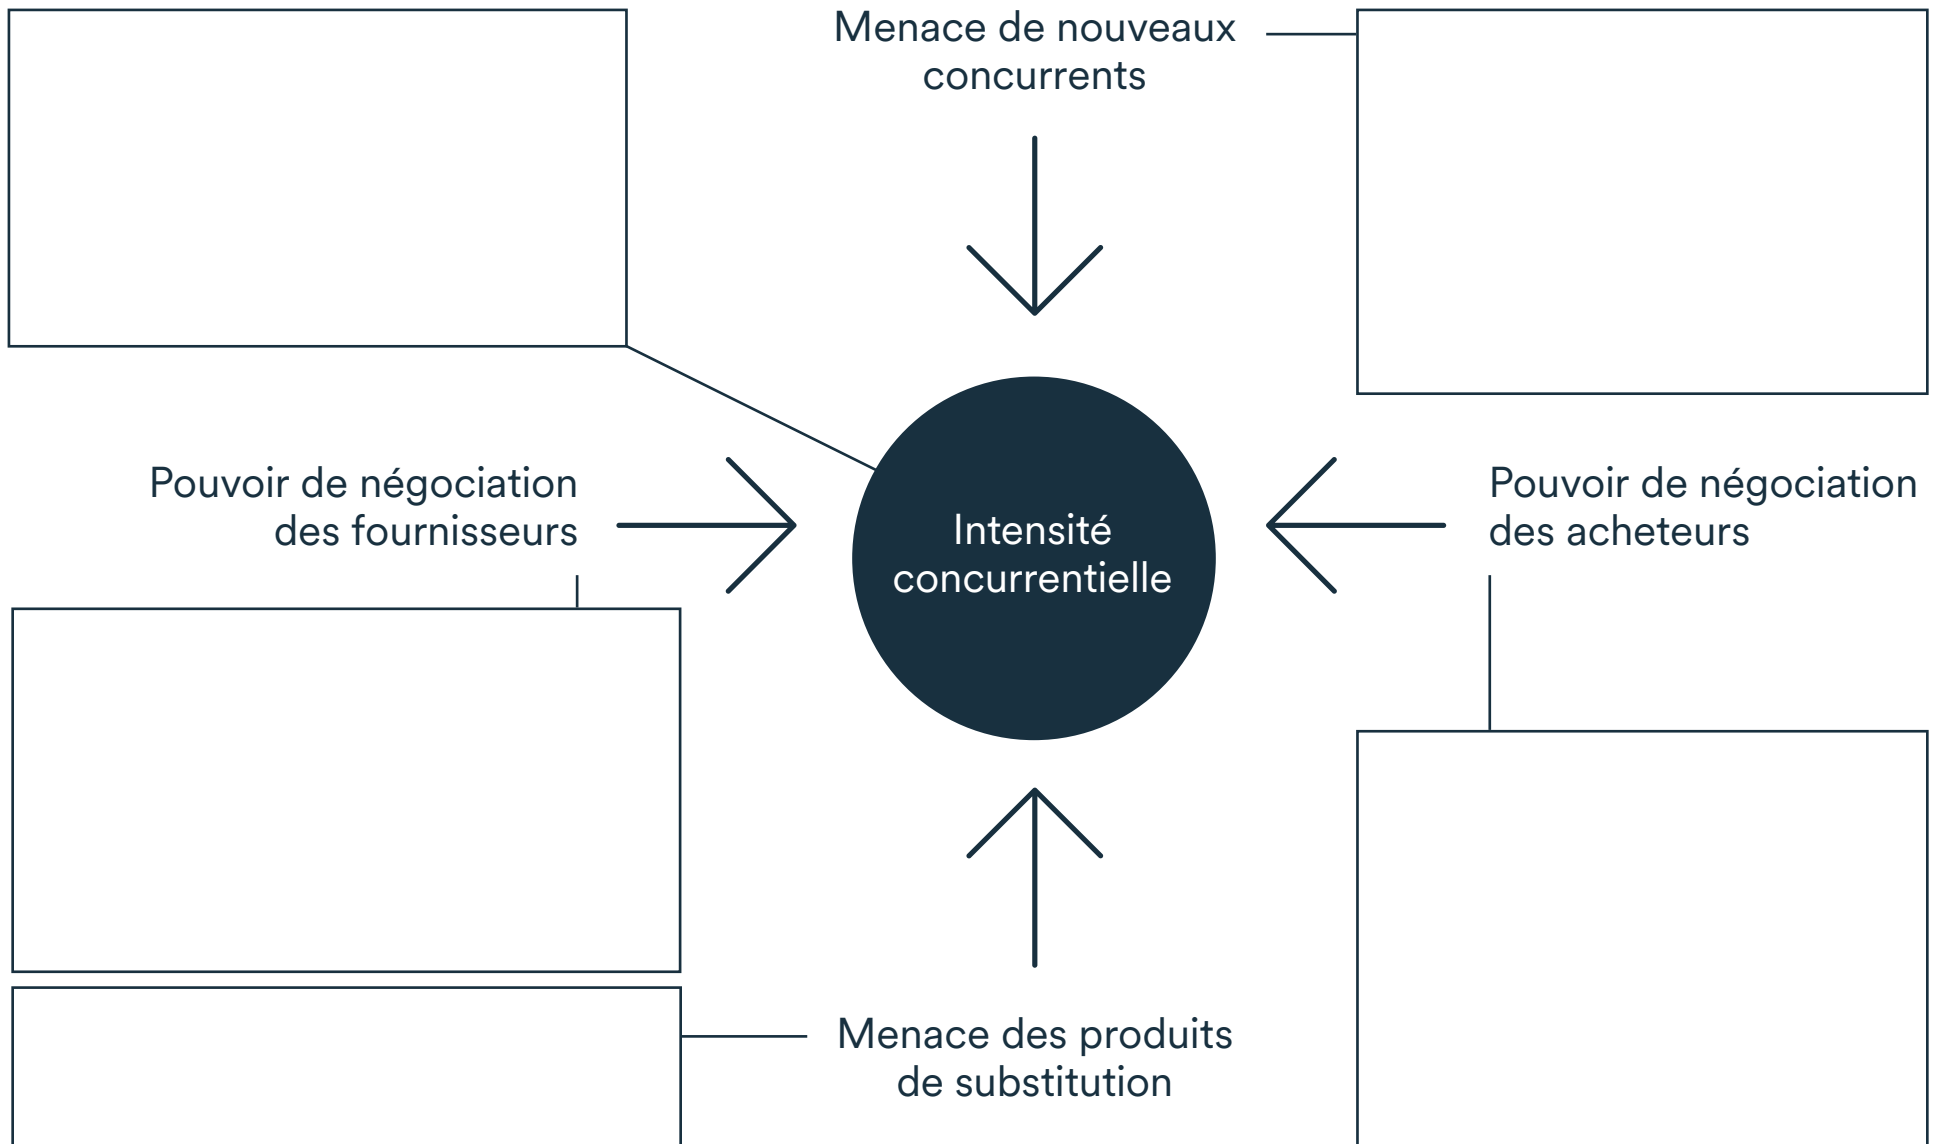 Menace de nouveaux
concurrents
Pouvoir de négociation
des fournisseurs
Intensité
concurrentielle
Pouvoir de négociation
des acheteurs
Menace des produits
de substitution